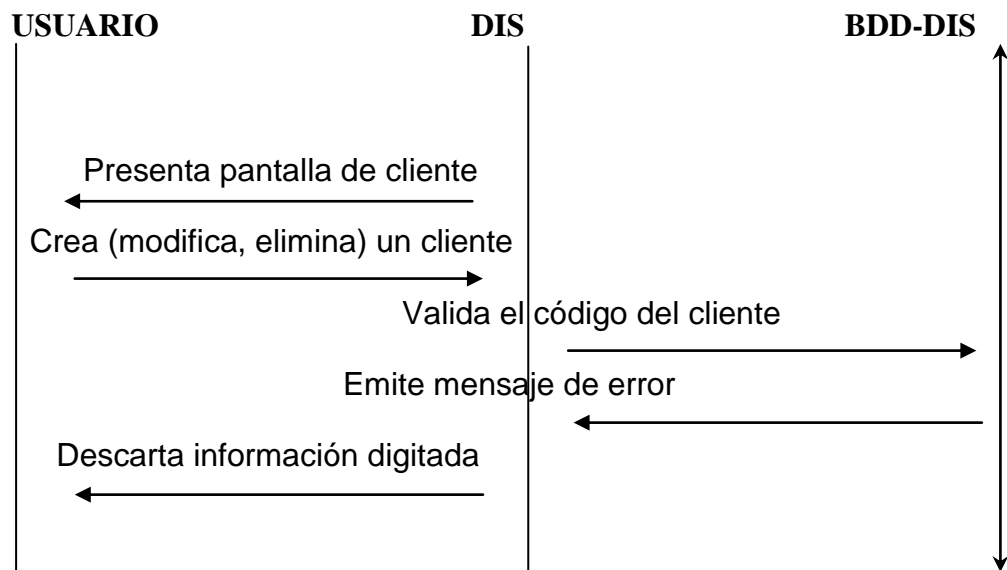 USUARIO DIS BDD-DIS
Presenta pantalla de cliente
Crea (modifica, elimina) un cliente
Valida el código del cliente
Emite mensaje de error
Descarta información digitada